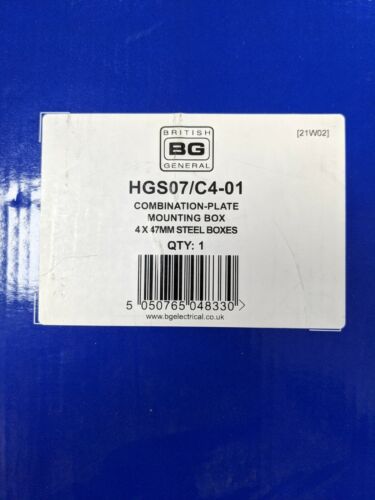 BRITISH
BG
GENERAL
[21W02]
HGS07/C4-01
COMBINATION-PLATE
MOUNTING BOX
4 X 47MM STEEL BOXES
QTY: 1
5 050765 048330
www.bgelectrical.co.uk